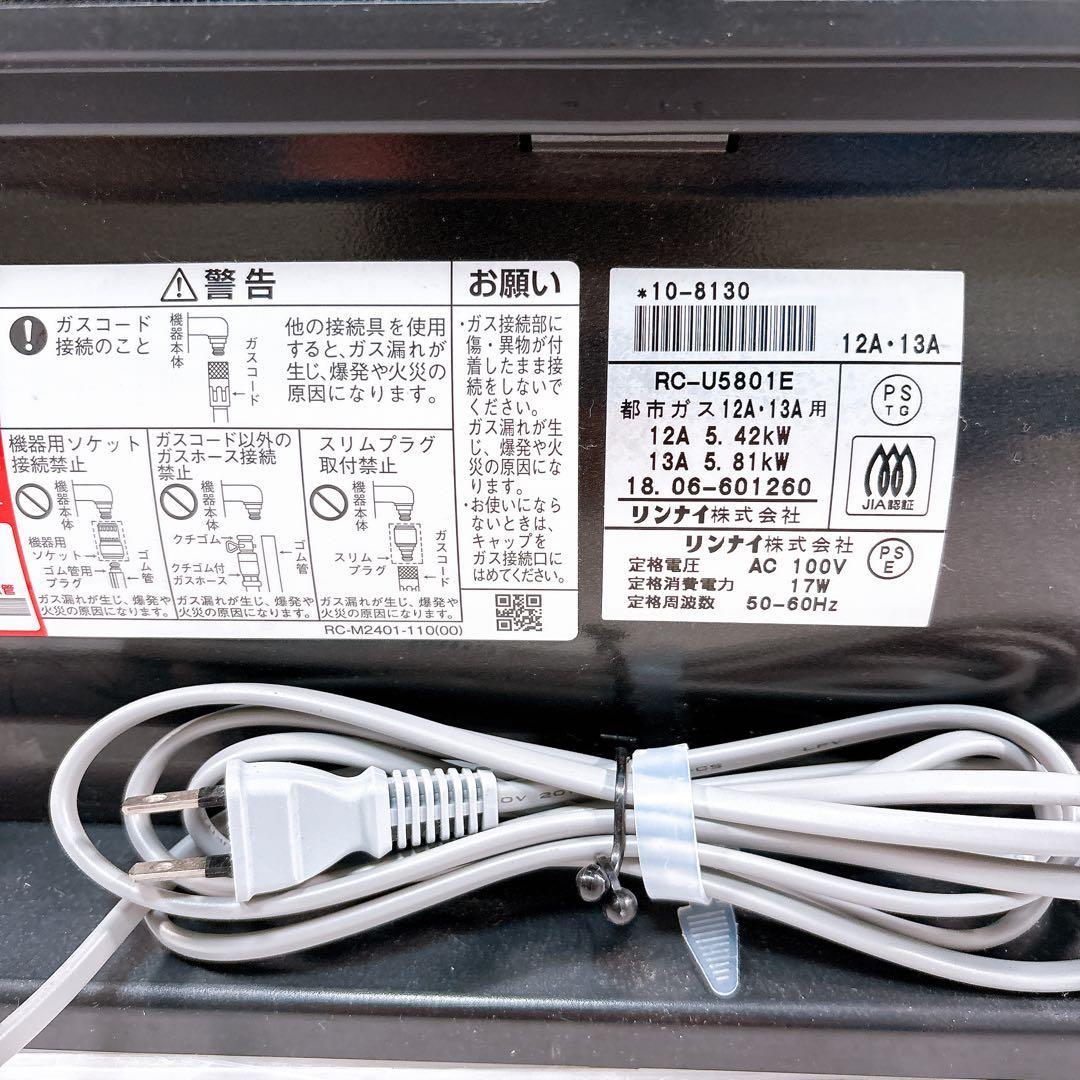 警告
ガスコード
接続のこと
機器本体
ガスコード
他の接続具を使用
すると、ガス漏れが
生じ、爆発や火災の
原因になります。
機器用ソケット
接続禁止
機器本体
機器用
ソケット
ゴム管用
プラグ
ゴム管
ガス漏れが生じ、爆発や
火災の原因になります。
ガスコード以外の
ガスホース接続
禁止
機器本体
クチゴム
クチゴム付
ガスホース
ゴム管
ガス漏れが生じ、爆発や
火災の原因になります。
スリムプラグ
取付禁止
機器本体
スリム
プラグ
ガスコード
ガス漏れが生じ、爆発や
火災の原因になります。
お願い
・ガス接続部に
傷・異物が付
着したまま接
続をしないで
ください。
ガス漏れが生
じ、爆発や火
災の原因にな
ります。
・お使いになら
ないときは、
キャップを
ガス接続口に
はめてください。
RC-M2401-110(00)
管
*10-8130
12A・13A
RC-U5801E
都市ガス12A・13A用
12A 5.42kW
13A 5.81kW
18.06-601260
リンナイ株式会社
PS
TG
JIA認証
リンナイ株式会社
定格電圧 AC 100V
定格消費電力 17W
定格周波数 50-60Hz
PS
E